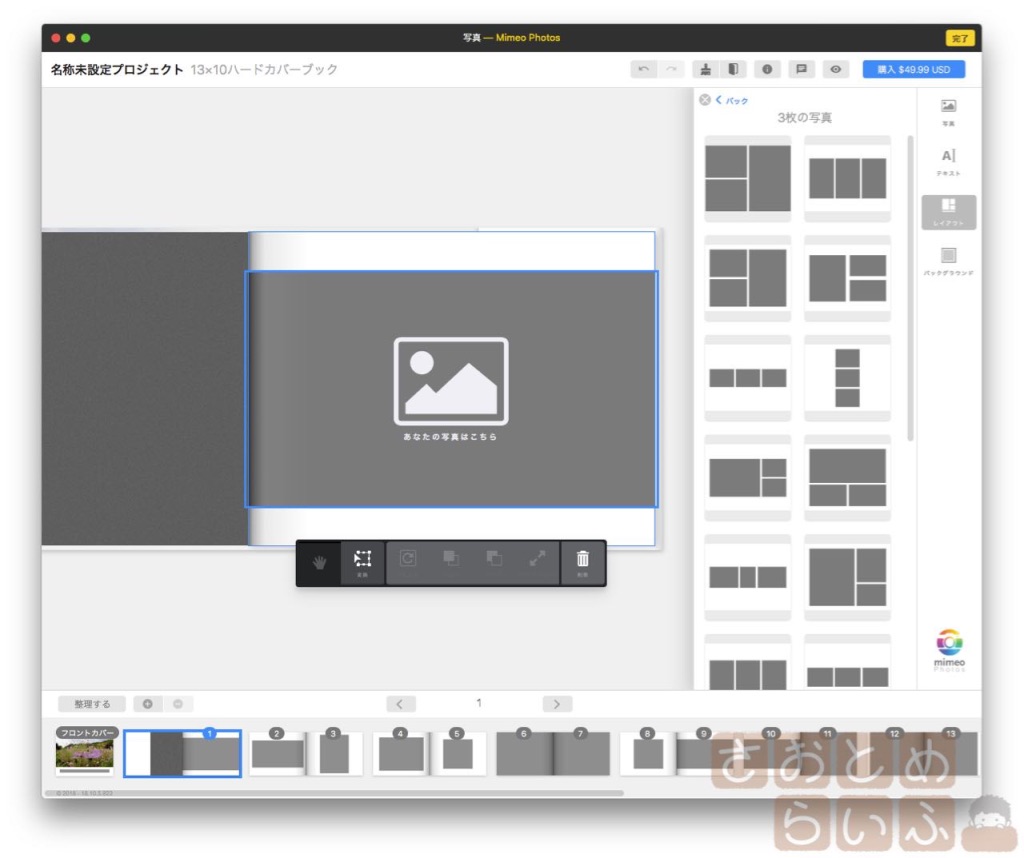 写真 — Mimeo Photos
完了
名称未設定プロジェクト 13×10ハードカバーブック
購入 $49.99 USD
バック
3枚の写真
写真
テキスト
レイアウト
バックグラウンド
あなたの写真はこちら
変換
削除
mimeo
Photos
整理する
1
フロントカバー
1 2 3 4 5 6 7 8 9 10 11 12 13
さおとめ
らいふ